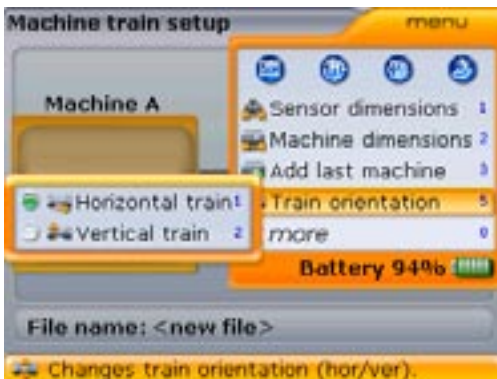 Machine train setup
menu
Machine A
Sensor dimensions 1
Machine dimensions 2
Add last machine 3
Horizontal train 1
Train orientation 5
Vertical train 2
more 0
Battery 94%
File name: <new file>
Changes train orientation (hor/ver).